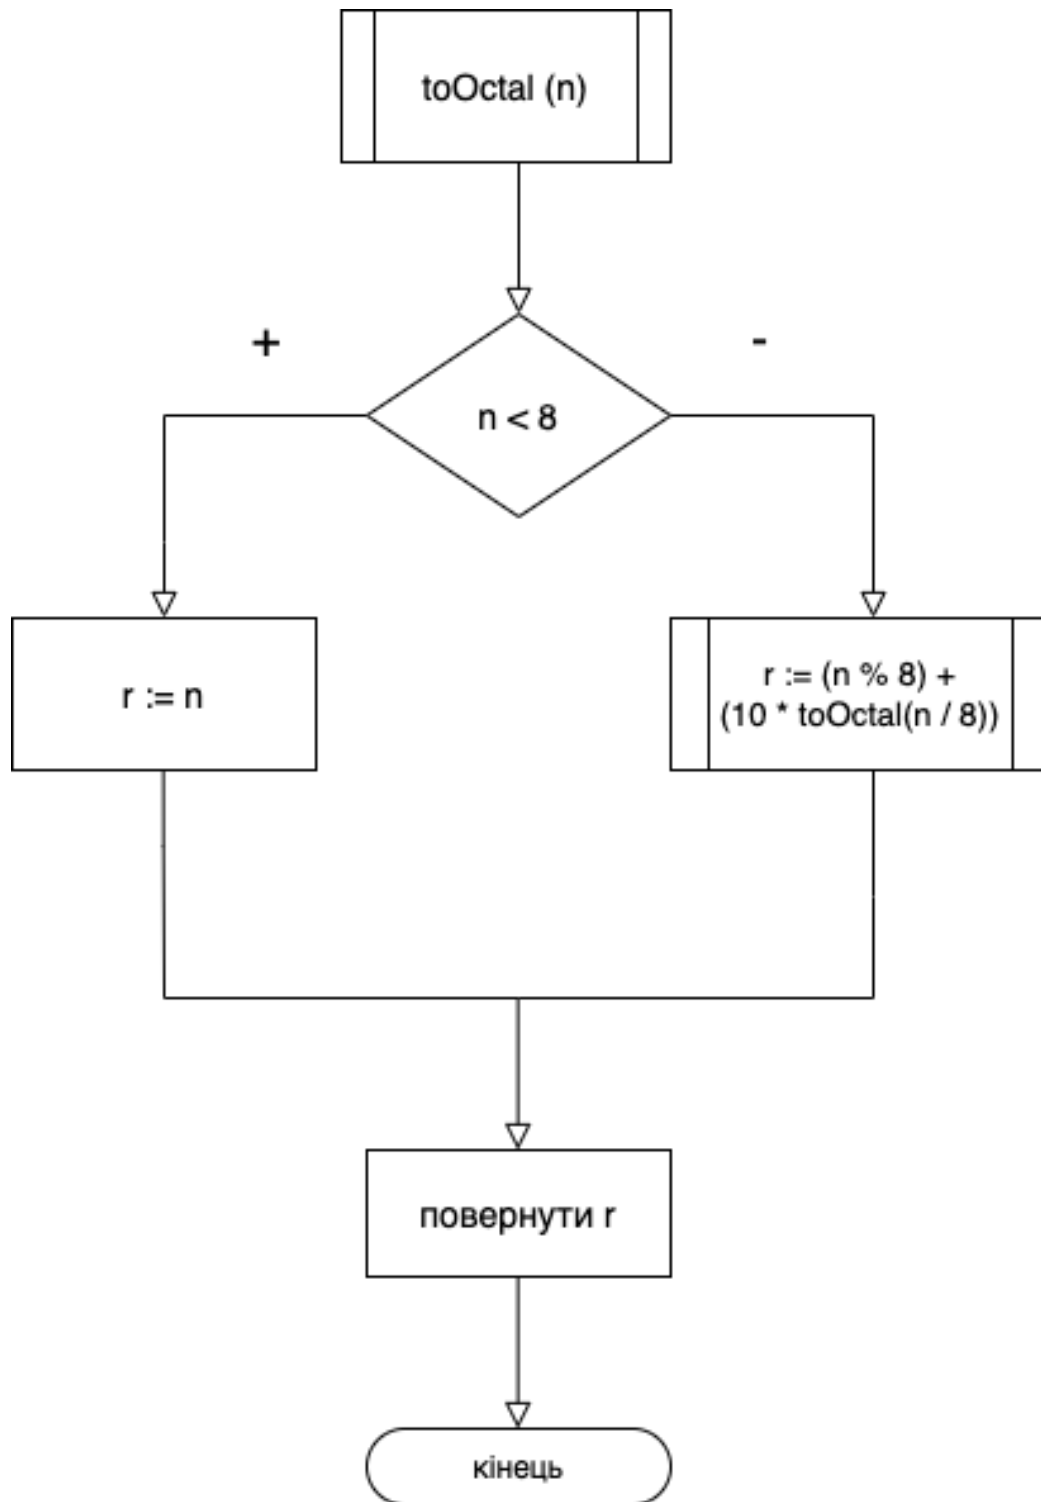 toOctal (n)
+
-
n < 8
r := n
r := (n % 8) +
(10 * toOctal(n / 8))
повернути r
кінець